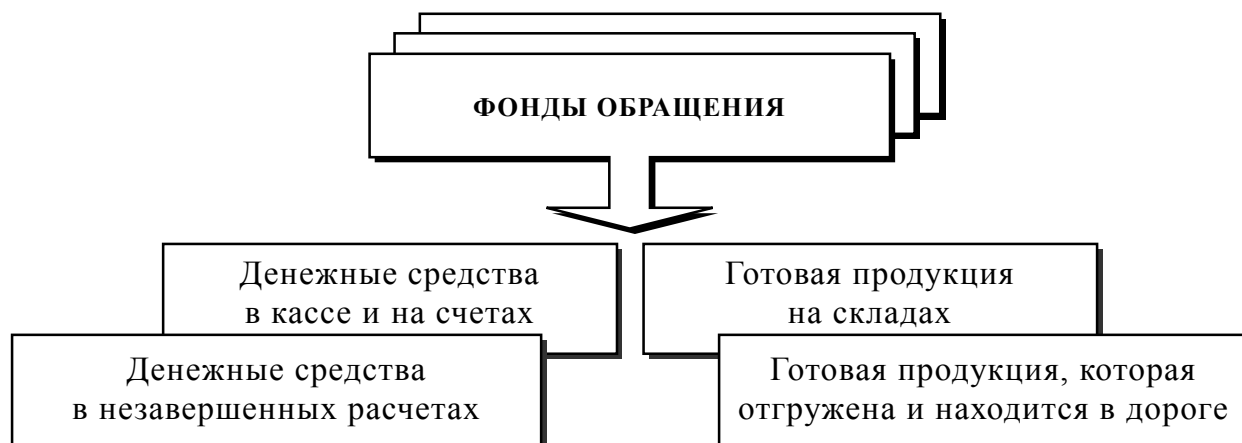 ФОНДЫ ОБРАЩЕНИЯ
Денежные средства
в кассе и на счетах
Готовая продукция
на складах
Денежные средства
в незавершенных расчетах
Готовая продукция, которая
отгружена и находится в дороге